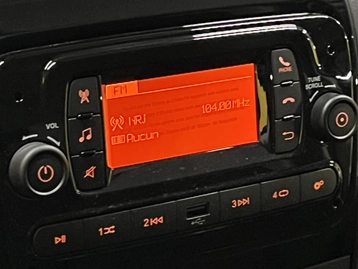 FM
NRJ 104.00 MHz
Aucun
PHONE
VOL
TUNE
SCROLL
1
2
3
4